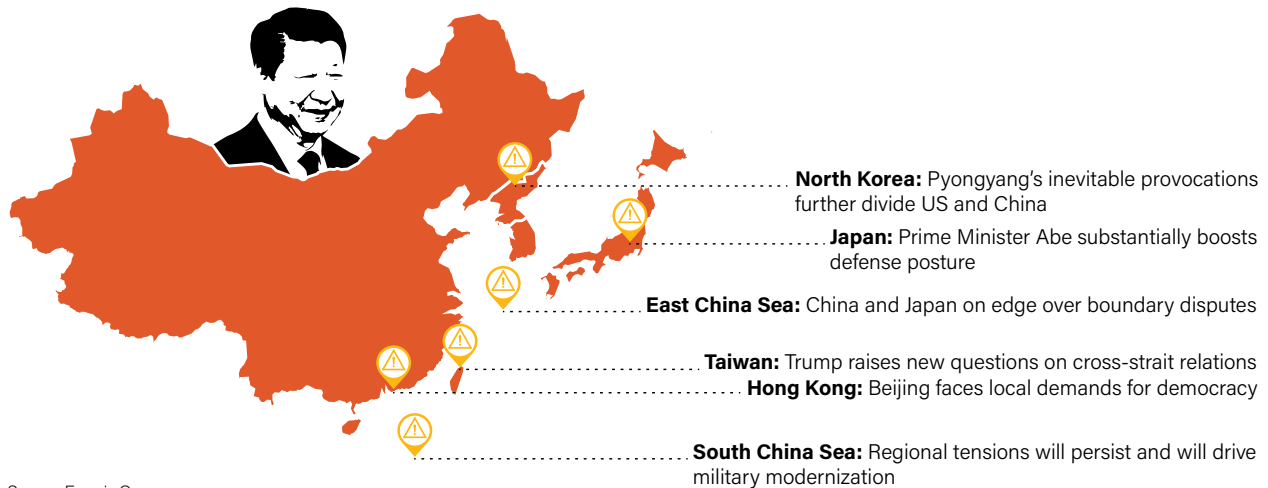 North Korea: Pyongyang's inevitable provocations
further divide US and China
Japan: Prime Minister Abe substantially boosts
defense posture
East China Sea: China and Japan on edge over boundary disputes
Taiwan: Trump raises new questions on cross-strait relations
Hong Kong: Beijing faces local demands for democracy
South China Sea: Regional tensions will persist and will drive
military modernization